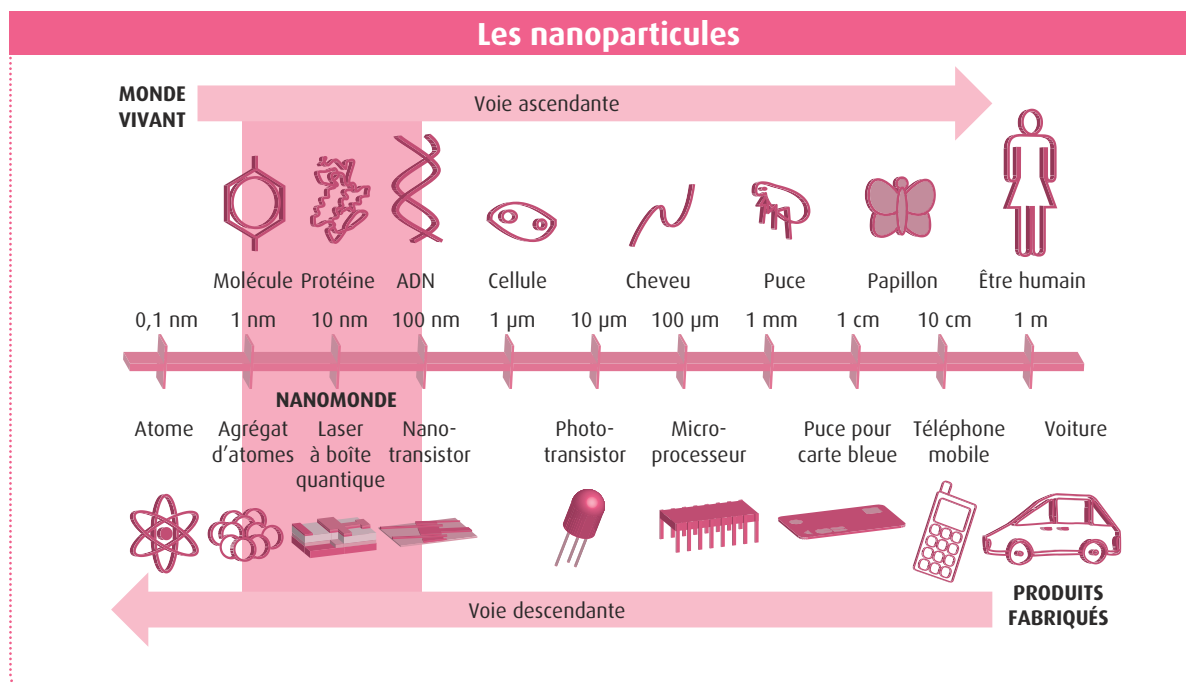 Les nanoparticules
MONDE
VIVANT
Voie ascendante
Molécule Protéine ADN Cellule Cheveu Puce Papillon Être humain
0,1 nm 1 nm 10 nm 100 nm 1 µm 10 µm 100 µm 1 mm 1 cm 10 cm 1 m
NANOMONDE
Atome
Agrégat
d'atomes
Laser
à boîte
quantique
Nano-
transistor
Photo-
transistor
Micro-
processeur
Puce pour
carte bleue
Téléphone
mobile
Voiture
Voie descendante
PRODUITS
FABRIQUÉS